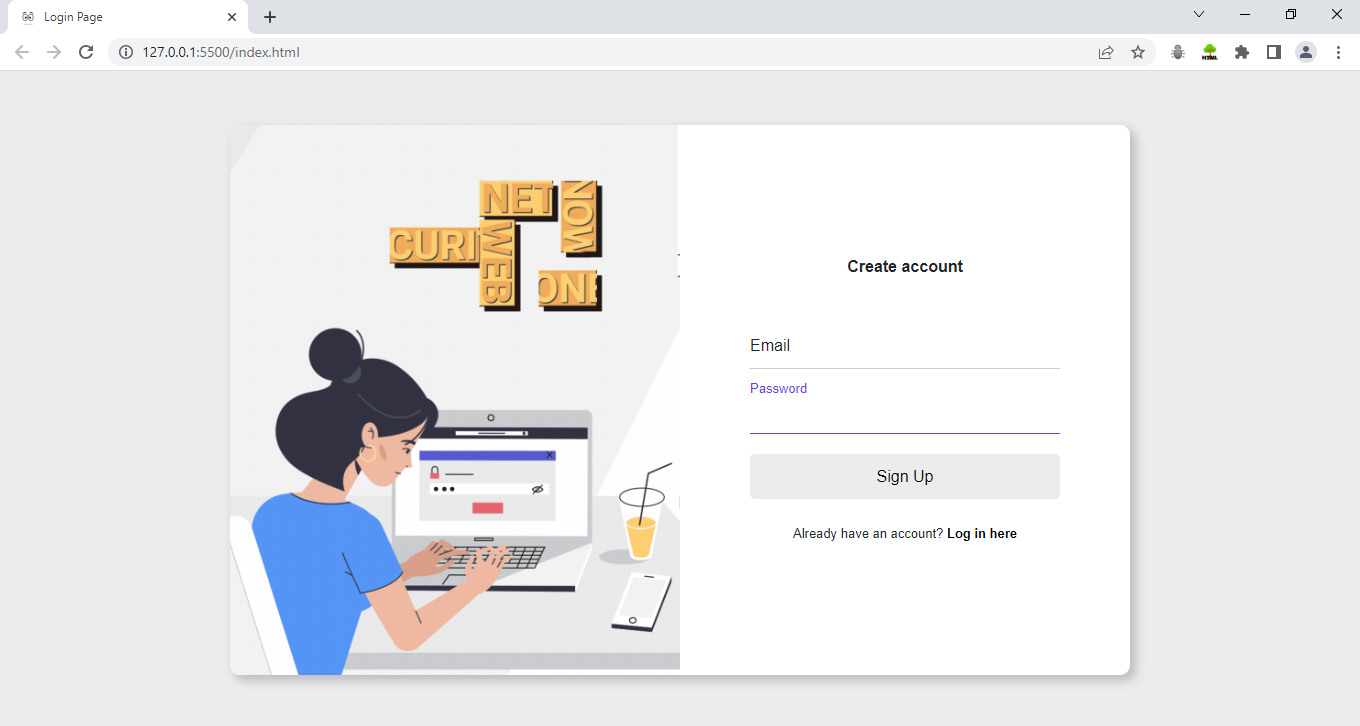 Login Page
127.0.0.1:5500/index.html
HTML
NET
NOW
CURI
WEB
ONE
Create account
Email
Password
Sign Up
Already have an account? Log in here